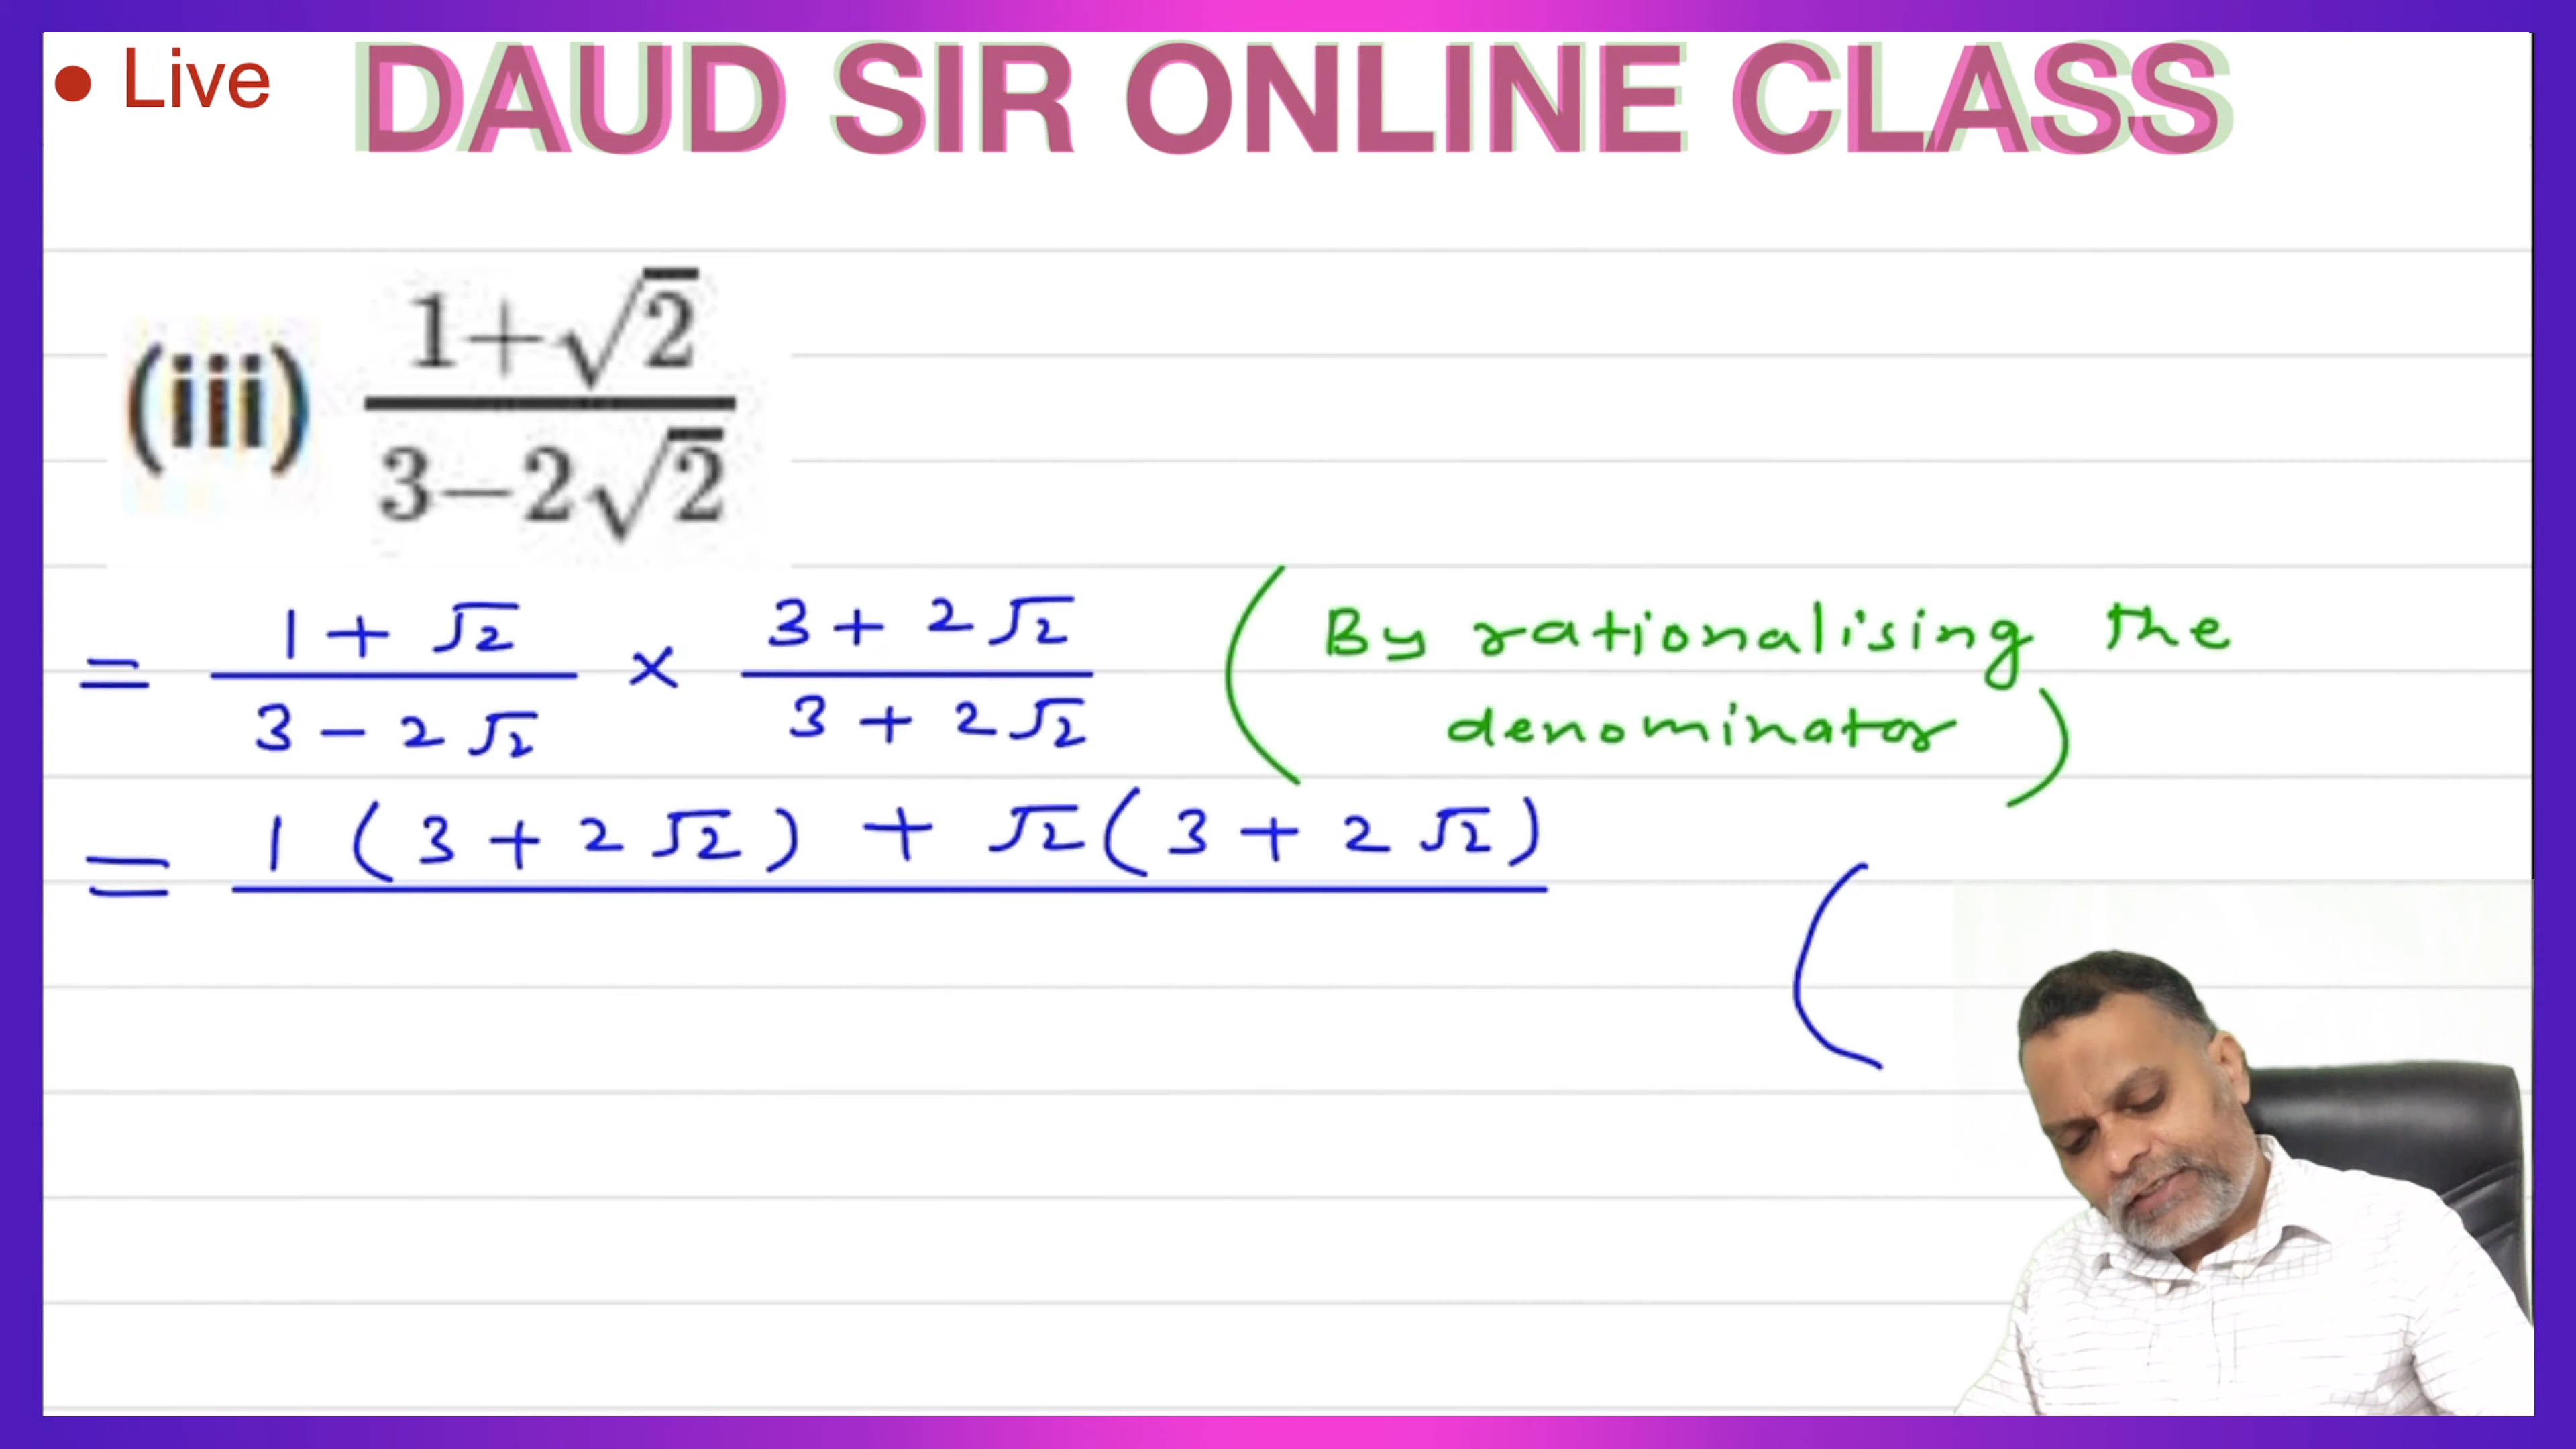 • Live
DAUD SIR ONLINE CLASS
(iii) (1+√2)/(3−2√2)
= (1 + √2)/(3 − 2√2) × (3 + 2√2)/(3 + 2√2) (By rationalising the
denominator)
= 1 (3 + 2√2) + √2 (3 + 2√2)
(